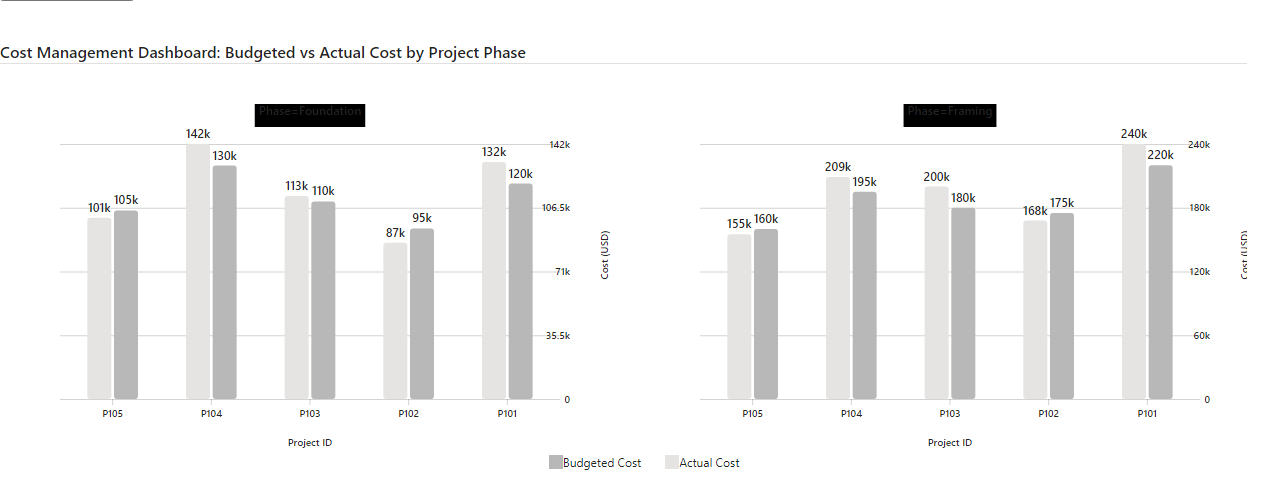 Cost Management Dashboard: Budgeted vs Actual Cost by Project Phase
Phase=Foundation
142k
130k
132k
120k
113k
110k
101k
105k
87k
95k
142k
106.5k
71k
35.5k
0
Cost (USD)
P105
P104
P103
P102
P101
Project ID
Phase=Framing
240k
220k
209k
195k
200k
180k
168k
175k
155k
160k
240k
180k
120k
60k
0
Cost (USD)
P105
P104
P103
P102
P101
Project ID
Budgeted Cost
Actual Cost